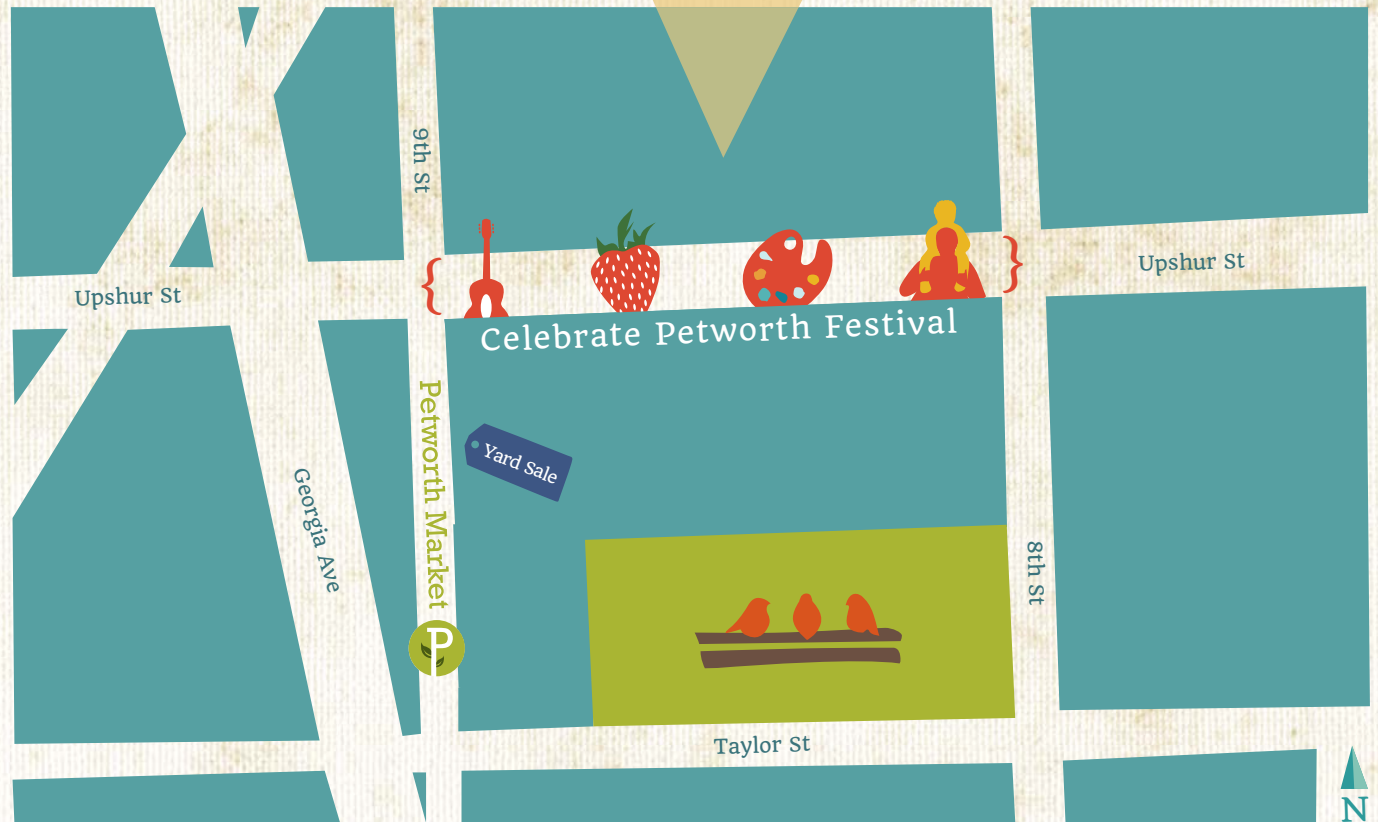 9th St
Upshur St
{
}
Upshur St
Celebrate Petworth Festival
Petworth Market
Yard Sale
Georgia Ave
8th St
P
Taylor St
N